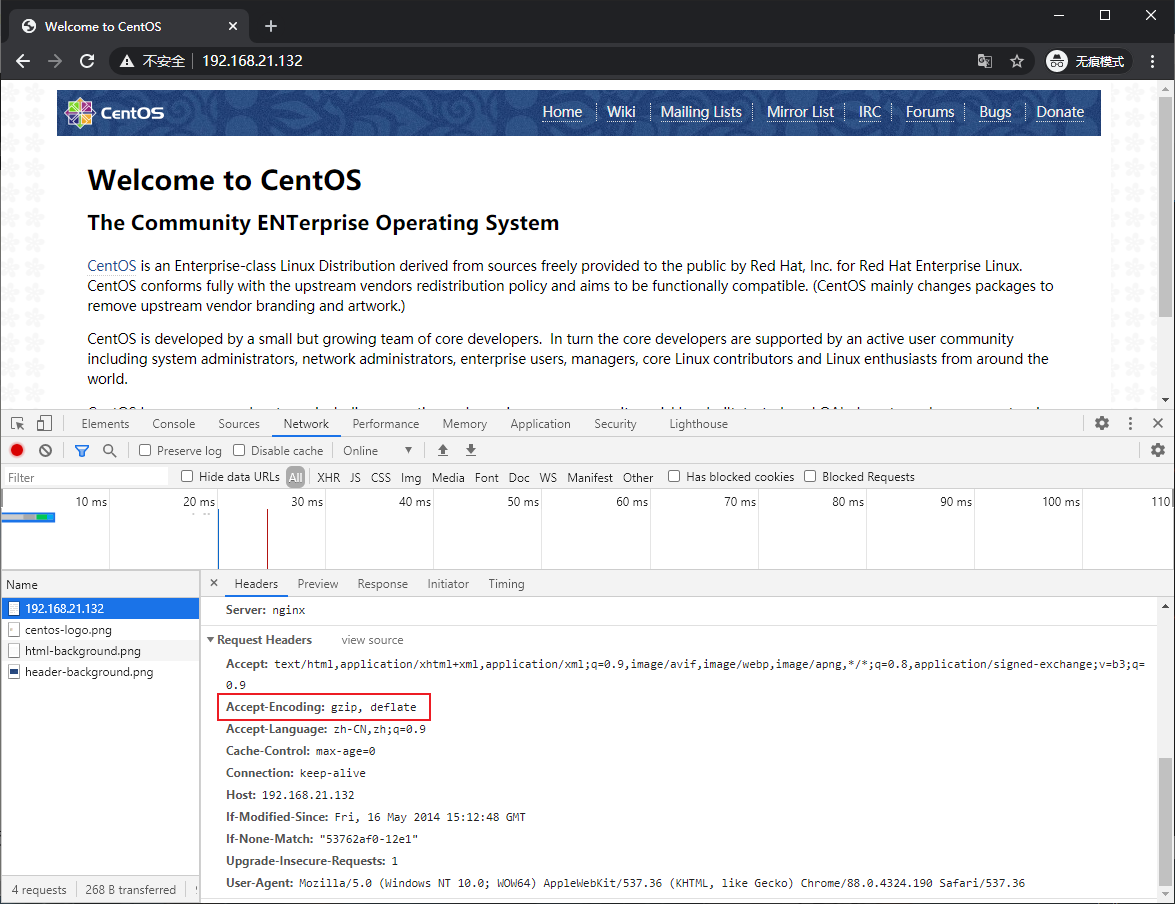 Welcome to CentOS
不安全 192.168.21.132 无痕模式
CentOS Home Wiki Mailing Lists Mirror List IRC Forums Bugs Donate
Welcome to CentOS
The Community ENTerprise Operating System
CentOS is an Enterprise-class Linux Distribution derived from sources freely provided to the public by Red Hat, Inc. for Red Hat Enterprise Linux.
CentOS conforms fully with the upstream vendors redistribution policy and aims to be functionally compatible. (CentOS mainly changes packages to
remove upstream vendor branding and artwork.)
CentOS is developed by a small but growing team of core developers.  In turn the core developers are supported by an active user community
including system administrators, network administrators, enterprise users, managers, core Linux contributors and Linux enthusiasts from around the
world.
Elements Console Sources Network Performance Memory Application Security Lighthouse
Preserve log Disable cache Online
Filter Hide data URLs All XHR JS CSS Img Media Font Doc WS Manifest Other Has blocked cookies Blocked Requests
10 ms 20 ms 30 ms 40 ms 50 ms 60 ms 70 ms 80 ms 90 ms 100 ms 110
Name Headers Preview Response Initiator Timing
192.168.21.132
centos-logo.png
html-background.png
header-background.png
Server: nginx
Request Headers view source
Accept: text/html,application/xhtml+xml,application/xml;q=0.9,image/avif,image/webp,image/apng,*/*;q=0.8,application/signed-exchange;v=b3;q=
0.9
Accept-Encoding: gzip, deflate
Accept-Language: zh-CN,zh;q=0.9
Cache-Control: max-age=0
Connection: keep-alive
Host: 192.168.21.132
If-Modified-Since: Fri, 16 May 2014 15:12:48 GMT
If-None-Match: "53762af0-12e1"
Upgrade-Insecure-Requests: 1
User-Agent: Mozilla/5.0 (Windows NT 10.0; WOW64) AppleWebKit/537.36 (KHTML, like Gecko) Chrome/88.0.4324.190 Safari/537.36
4 requests 268 B transferred